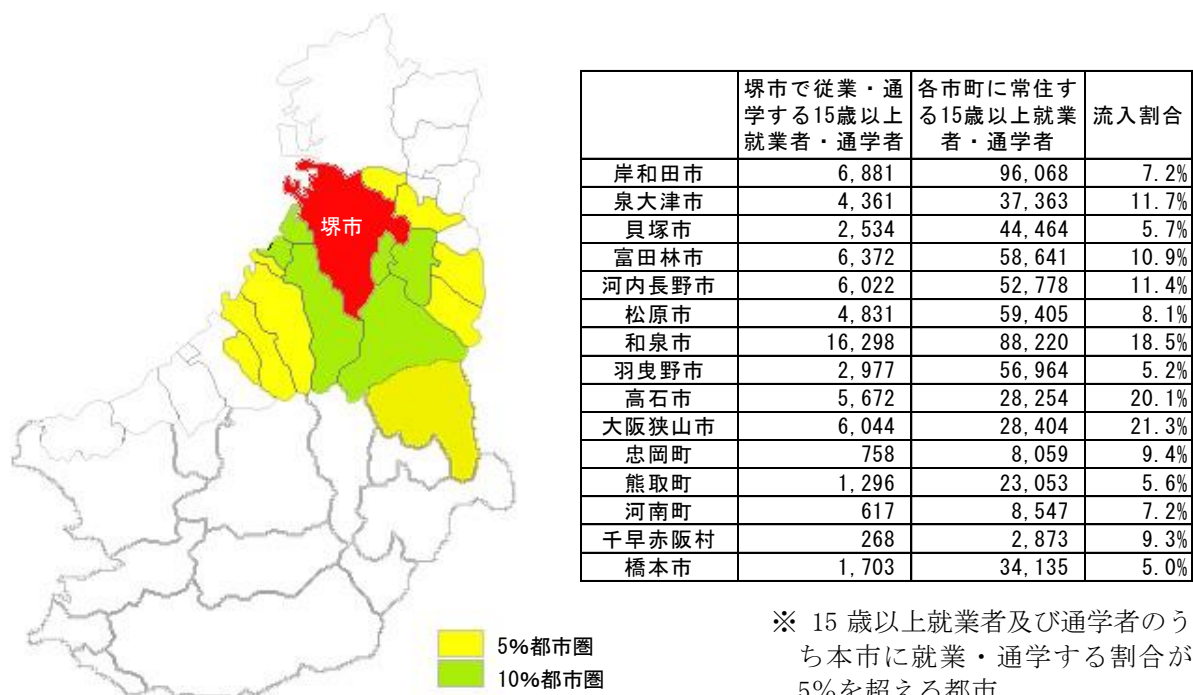 堺市
堺市で従業・通 各市町に常住す
学する15歳以上 る15歳以上就業 流入割合
就業者・通学者 者・通学者
岸和田市 6,881 96,068 7.2%
泉大津市 4,361 37,363 11.7%
貝塚市 2,534 44,464 5.7%
富田林市 6,372 58,641 10.9%
河内長野市 6,022 52,778 11.4%
松原市 4,831 59,405 8.1%
和泉市 16,298 88,220 18.5%
羽曳野市 2,977 56,964 5.2%
高石市 5,672 28,254 20.1%
大阪狭山市 6,044 28,404 21.3%
忠岡町 758 8,059 9.4%
熊取町 1,296 23,053 5.6%
河南町 617 8,547 7.2%
千早赤阪村 268 2,873 9.3%
橋本市 1,703 34,135 5.0%
5%都市圏
10%都市圏
※ 15 歳以上就業者及び通学者のう
ち本市に就業・通学する割合が
5%を超える都市